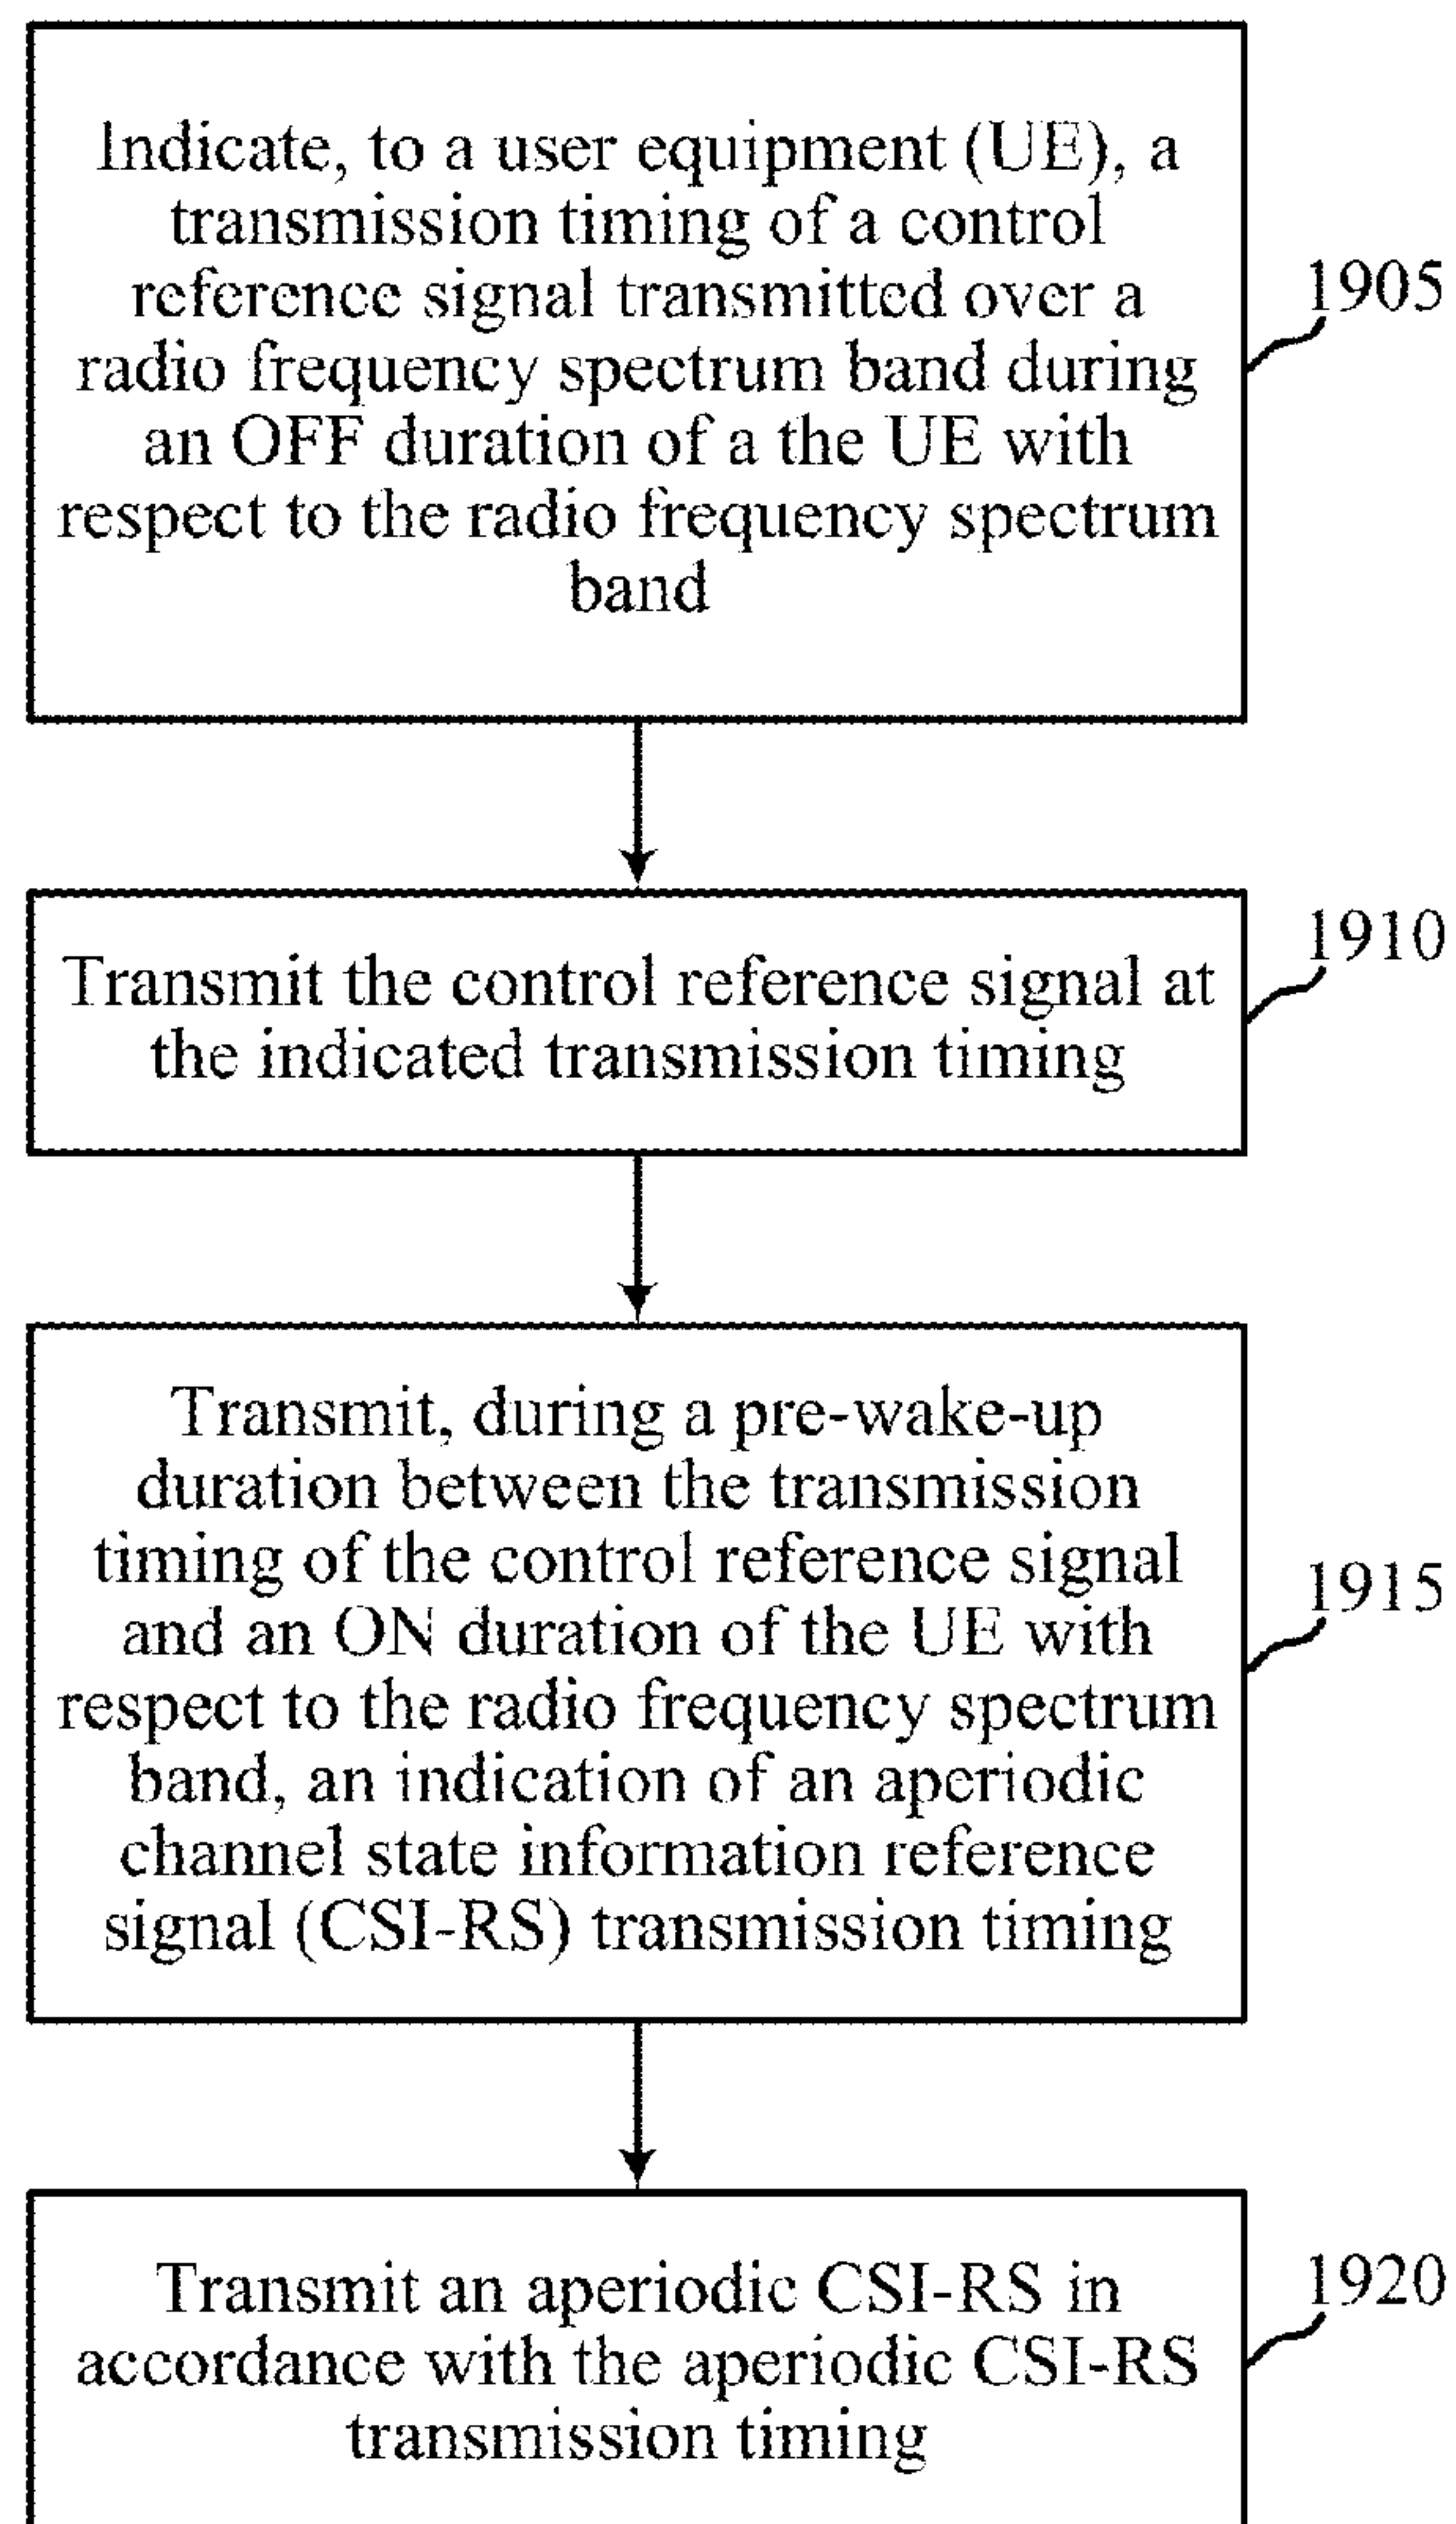 Indicate, to a user equipment (UE), a
transmission timing of a control
reference signal transmitted over a
radio frequency spectrum band during
an OFF duration of a the UE with
respect to the radio frequency spectrum
band
1905
Transmit the control reference signal at
the indicated transmission timing
1910
Transmit, during a pre-wake-up
duration between the transmission
timing of the control reference signal
and an ON duration of the UE with
respect to the radio frequency spectrum
band, an indication of an aperiodic
channel state information reference
signal (CSI-RS) transmission timing
1915
Transmit an aperiodic CSI-RS in
accordance with the aperiodic CSI-RS
transmission timing
1920